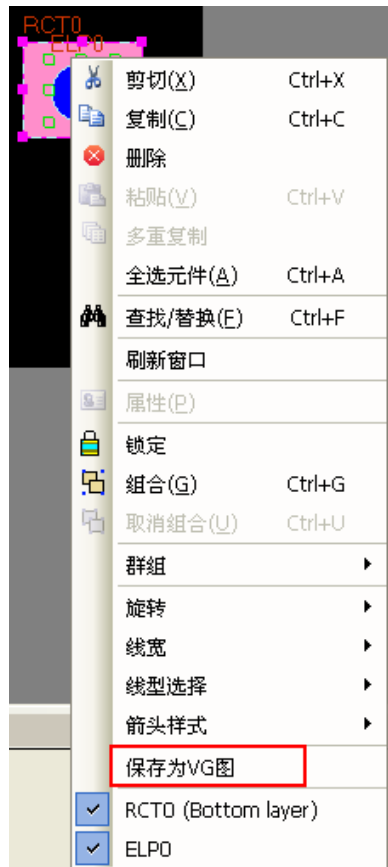 RCT0
ELP0
剪切(X) Ctrl+X
复制(C) Ctrl+C
删除
粘贴(V) Ctrl+V
多重复制
全选元件(A) Ctrl+A
查找/替换(F) Ctrl+F
刷新窗口
属性(P)
锁定
组合(G) Ctrl+G
取消组合(U) Ctrl+U
群组
旋转
线宽
线型选择
箭头样式
保存为VG图
RCT0 (Bottom layer)
ELP0